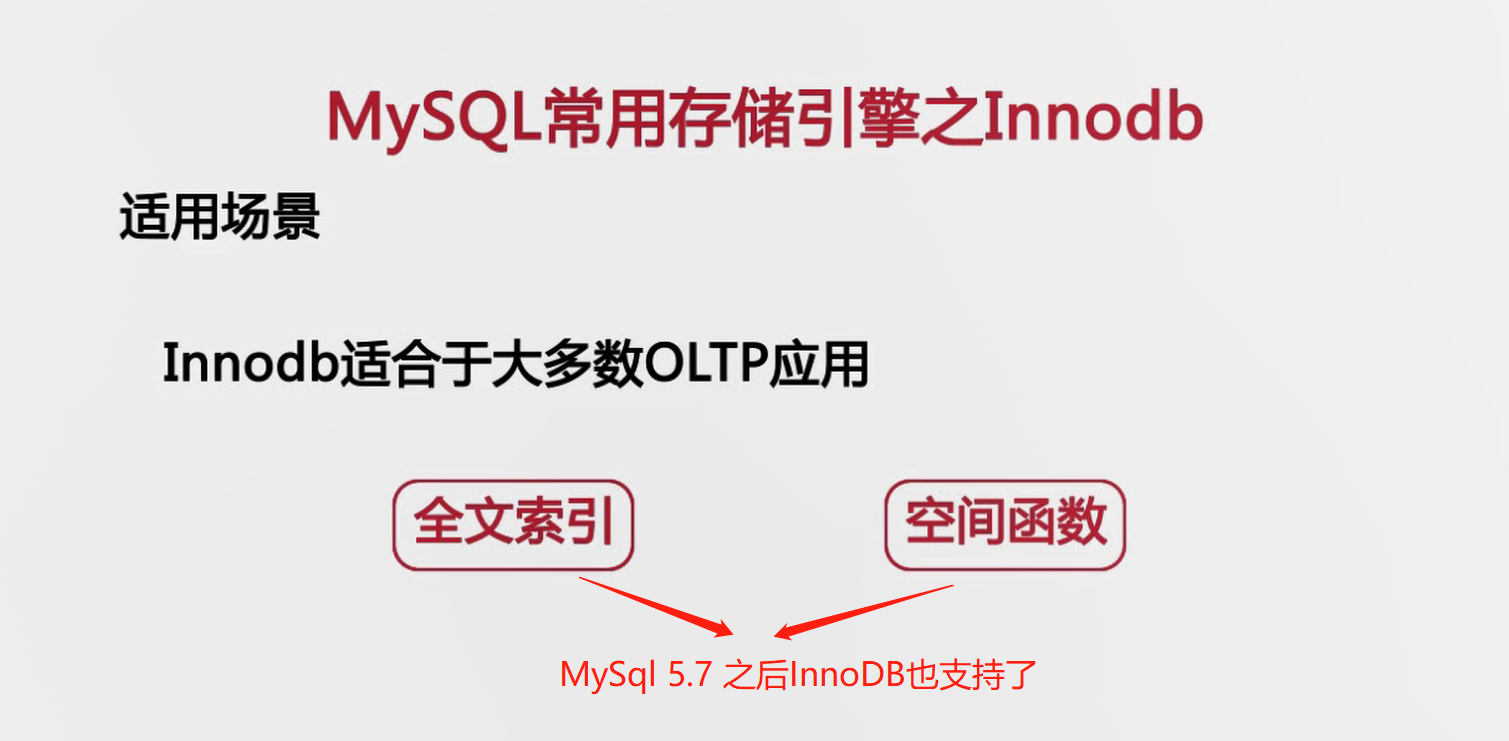 MySQL常用存储引擎之Innodb
适用场景
Innodb适合于大多数OLTP应用
全文索引
空间函数
MySql 5.7 之后InnoDB也支持了